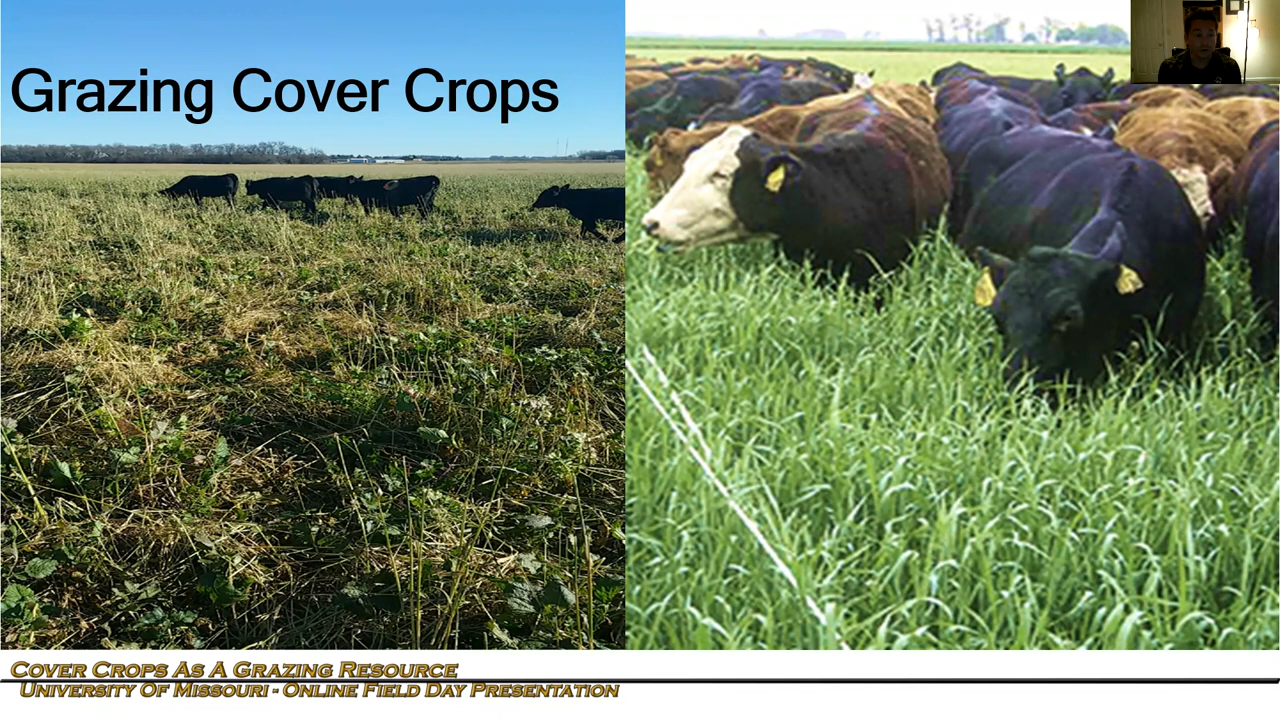 Grazing Cover Crops
Cover Crops As A Grazing Resource
University Of Missouri - Online Field Day Presentation